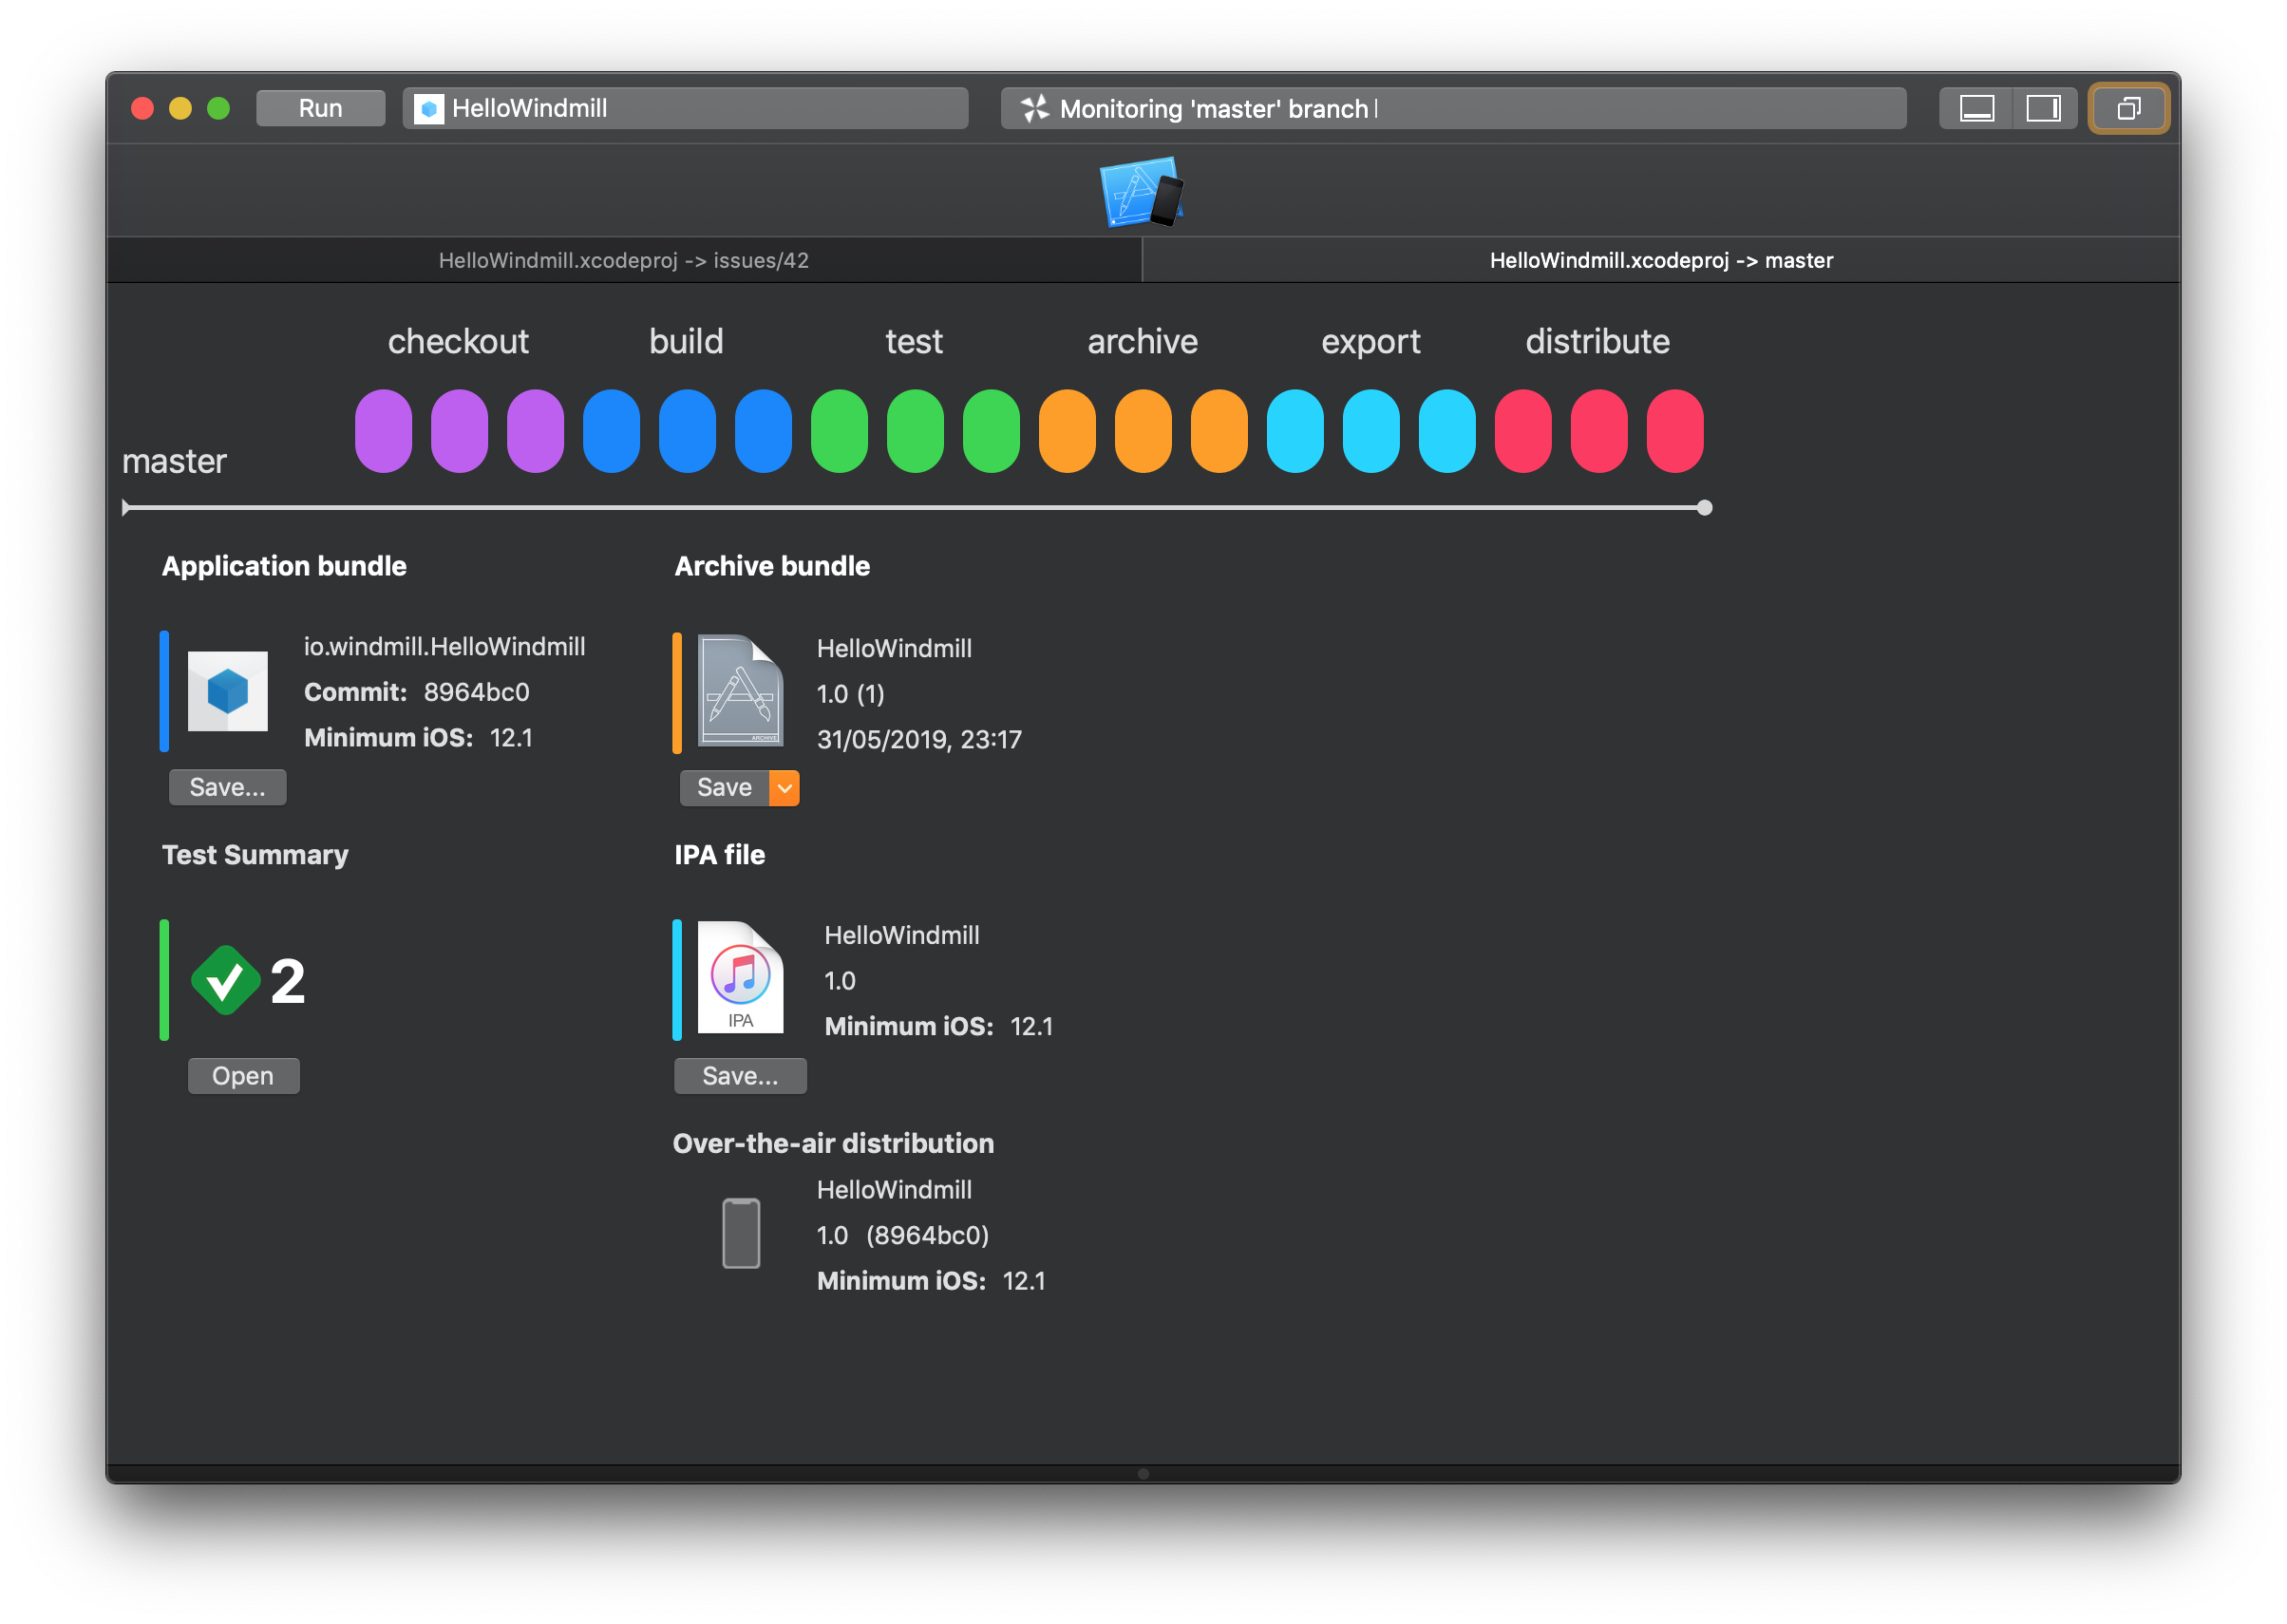 Run
HelloWindmill
Monitoring 'master' branch |
HelloWindmill.xcodeproj -> issues/42
HelloWindmill.xcodeproj -> master
checkout build test archive export distribute
master
Application bundle
io.windmill.HelloWindmill
Commit: 8964bc0
Minimum iOS: 12.1
Save...
Archive bundle
ARCHIVE
HelloWindmill
1.0 (1)
31/05/2019, 23:17
Save
Test Summary
2
Open
IPA file
IPA
HelloWindmill
1.0
Minimum iOS: 12.1
Save...
Over-the-air distribution
HelloWindmill
1.0 (8964bc0)
Minimum iOS: 12.1